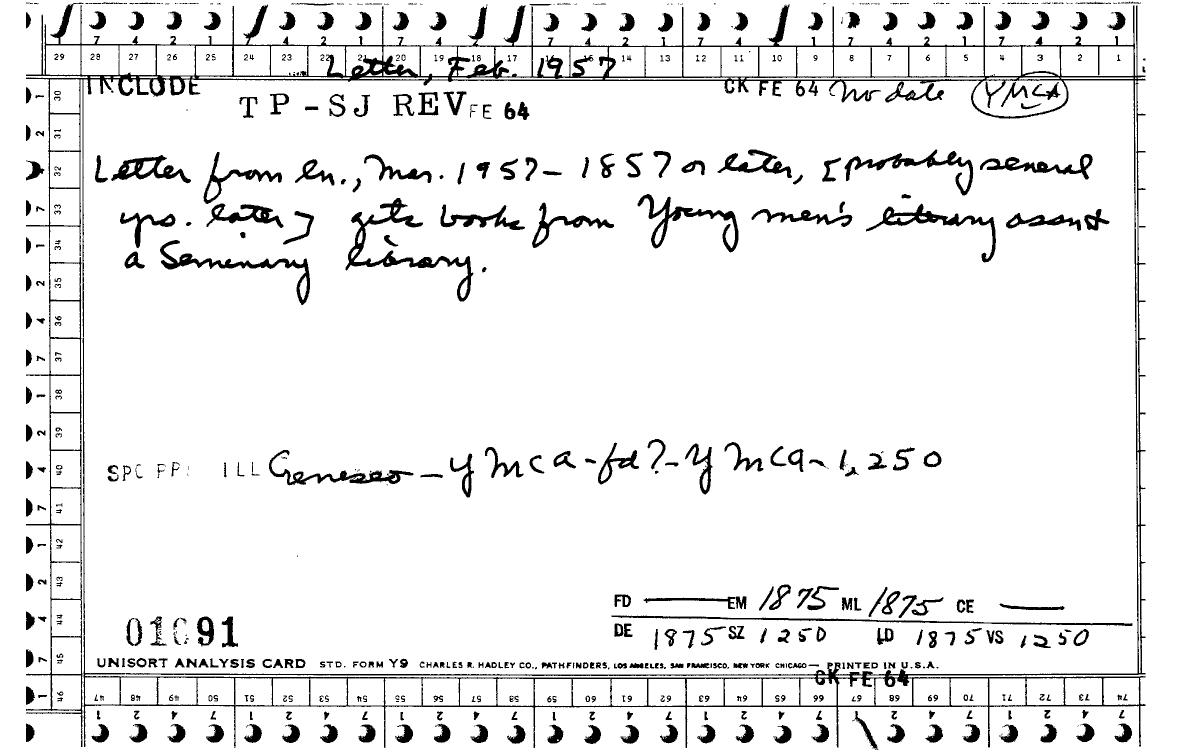 7 4 2 1 7 4 2 1 7 4 2 1 7 4 2 1 7 4 2 1 7 4 2 1 7 4 2 1
29 28 27 26 25 24 23 22 21 20 19 18 17 16 15 14 13 12 11 10 9 8 7 6 5 4 3 2 1
Letter, Feb. 1957
INCLUDE
CK FE 64 No date YMCA
TP-SJ REV FE 64
Letter from ln., Mar. 1957 - 1857 or later, [probably several
yrs. later] gets books from Young men's literary assn &
a Seminary library.
SPC PP: ILL Geneseo - YMCA - fd? - YMCA - 1,250
FD — EM 1875 ML 1875 CE —
DE 1875 SZ 1250 LD 1875 VS 1250
01691
UNISORT ANALYSIS CARD STD. FORM Y9 CHARLES R. HADLEY CO., PATHFINDERS, LOS ANGELES, SAN FRANCISCO, NEW YORK CHICAGO — PRINTED IN U.S.A.
CK FE 64
30 31 32 33 34 35 36 37 38 39 40 41 42 43 44 45 46
47 48 49 50 51 52 53 54 55 56 57 58 59 60 61 62 63 64 65 66 67 68 69 70 71 72 73 74
1 2 4 7 1 2 4 7 1 2 4 7 1 2 4 7 1 2 4 7 1 2 4 7 1 2 4 7